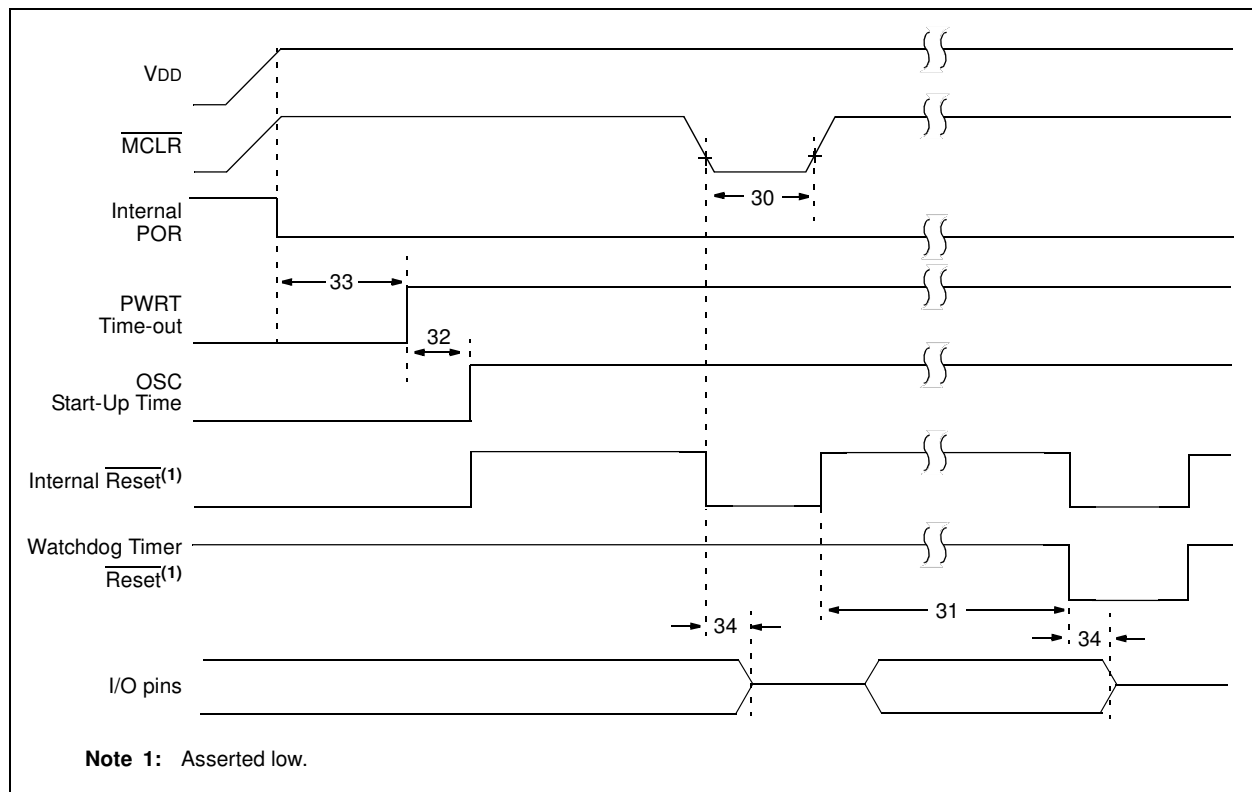 VDD
MCLR
30
Internal
POR
33
PWRT
Time-out
32
OSC
Start-Up Time
Internal Reset(1)
Watchdog Timer
Reset(1)
31
34
34
I/O pins
Note 1: Asserted low.